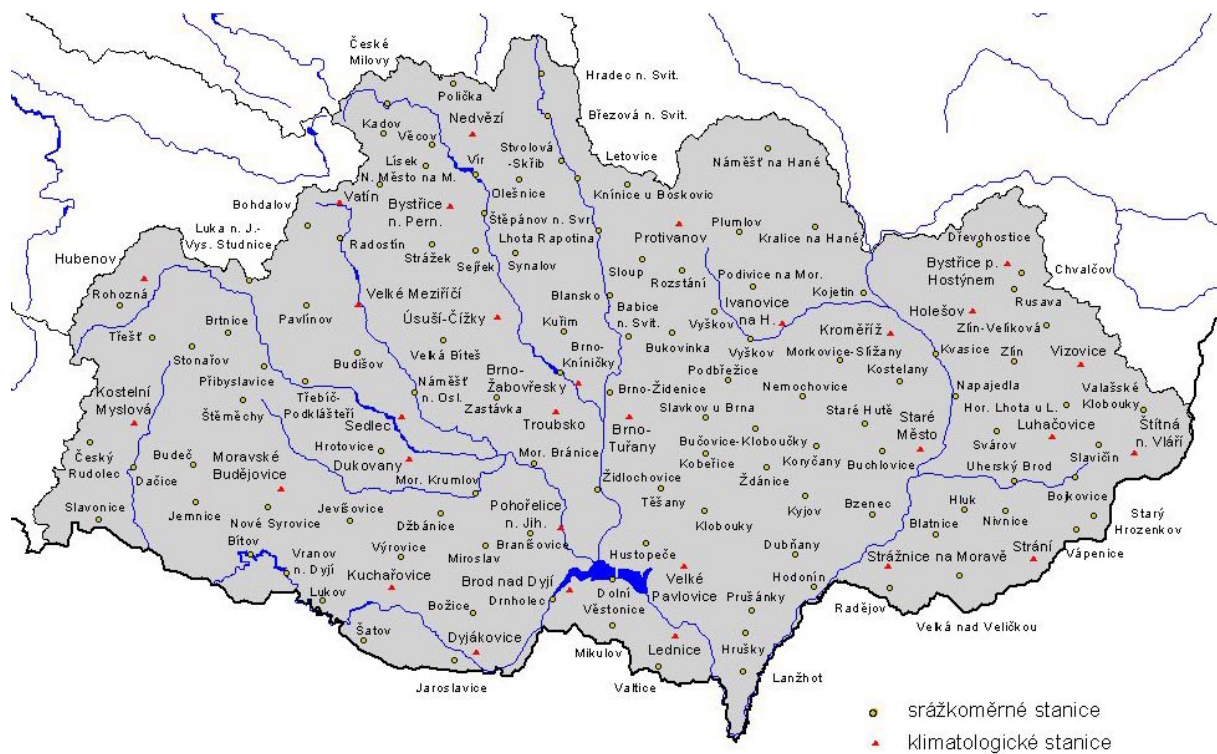 České
Milovy
Polička
Hradec n. Svit.
Kadov
Nedvězí
Březová n. Svit.
Věcov
Stvolová
-Skřib
Letovice
Náměšť na Hané
Lísek
Vír
N. Město na M.
Olešnice
Knínice u Boskovic
Vatín
Bystřice
n. Pern.
Bohdalov
Štěpánov n. Svr.
Plumlov
Luka n. J.-
Vys. Studnice
Radostín
Lhota Rapotina
Protivanov
Kralice na Hané
Dřevohostice
Strážek
Sejřek
Synalov
Sloup
Bystřice p.
Hostýnem
Chvalčov
Hubenov
Rozstání
Podivice na Mor.
Rohozná
Velké Meziříčí
Blansko
Kojetín
Rusava
Pavlínov
Úsuší-Čížky
Babice
n. Svit.
Ivanovice
na H.
Holešov
Brtnice
Kuřim
Vyškov
Kroměříž
Zlín-Velíková
Třešť
Stonařov
Velká Bíteš
Brno-
Kníničky
Bukovinka
Vyškov
Morkovice-Slížany
Kvasice
Zlín
Vizovice
Budišov
Přibyslavice
Brno-
Žabovřesky
Podbřežice
Kostelany
Kostelní
Myslová
Náměšť
n. Osl.
Brno-Židenice
Nemochovice
Napajedla
Valašské
Klobouky
Štěměchy
Třebíč-
Podklášteří
Zastávka
Slavkov u Brna
Staré Hutě
Hor. Lhota u L.
Sedlec
Troubsko
Brno-
Tuřany
Staré
Město
Luhačovice
Štítná
n. Vláří
Hrotovice
Bučovice-Kloboučky
Svárov
Český
Rudolec
Budeč
Moravské
Budějovice
Dukovany
Mor. Bránice
Kobeřice
Koryčany
Buchlovice
Slavičín
Dačice
Mor. Krumlov
Židlochovice
Ždánice
Uherský Brod
Slavonice
Jemnice
Jevišovice
Pohořelice
n. Jih.
Těšany
Kyjov
Bzenec
Hluk
Bojkovice
Nové Syrovice
Džbánice
Klobouky
Blatnice
Nivnice
Starý
Hrozenkov
Bítov
Branišovice
Dubňany
Vápenice
Vranov
n. Dyjí
Výrovice
Miroslav
Hustopeče
Strážnice na Moravě
Strání
Kuchařovice
Brod nad Dyjí
Velké
Pavlovice
Hodonín
Lukov
Božice
Drnholec
Dolní
Věstonice
Prušánky
Radějov
Šatov
Dyjákovice
Velká nad Veličkou
Mikulov
Lednice
Hrušky
Jaroslavice
Valtice
Lanžhot
srážkoměrné stanice
klimatologické stanice